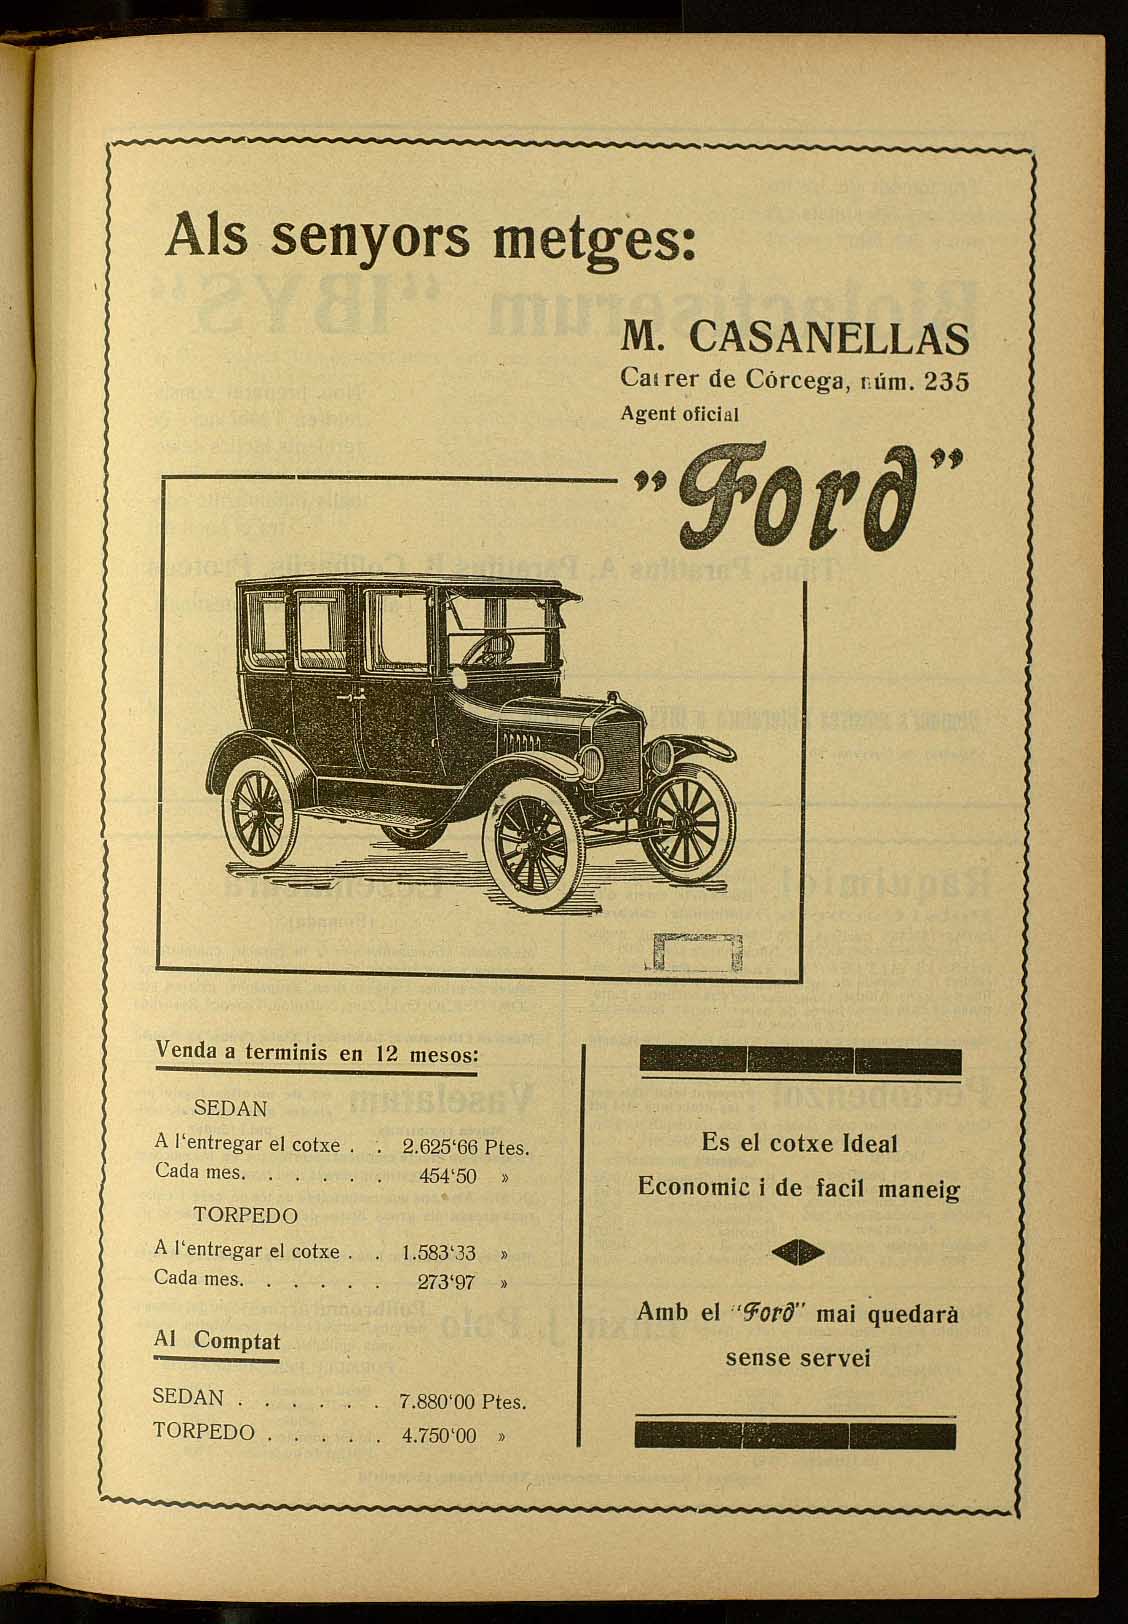 Als senyors metges:
M. CASANELLAS
Carrer de Córcega, núm. 235
Agent oficial
"Ford"
Venda a terminis en 12 mesos:
SEDAN
A l'entregar el cotxe . . 2.625'66 Ptes.
Cada mes. . . . . . 454'50 »
TORPEDO
A l'entregar el cotxe . . 1.583'33 »
Cada mes. . . . . . 273'97 »
Al Comptat
SEDAN . . . . . . 7.880'00 Ptes.
TORPEDO . . . . . 4.750'00 »
Es el cotxe Ideal
Economic i de facil maneig
Amb el "Ford" mai quedarà
sense servei